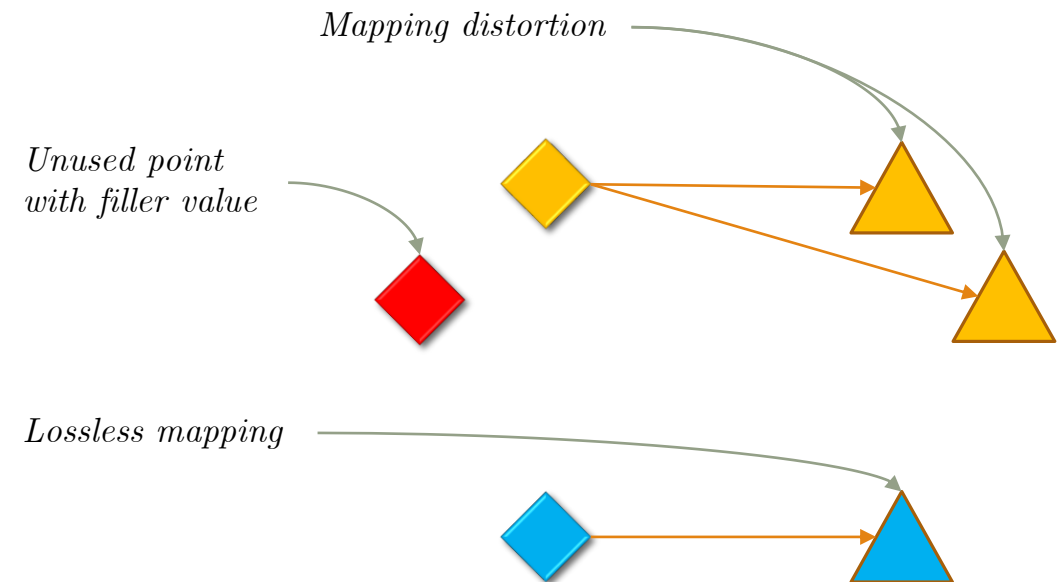 Mapping distortion
Unused point
with filler value
Lossless mapping